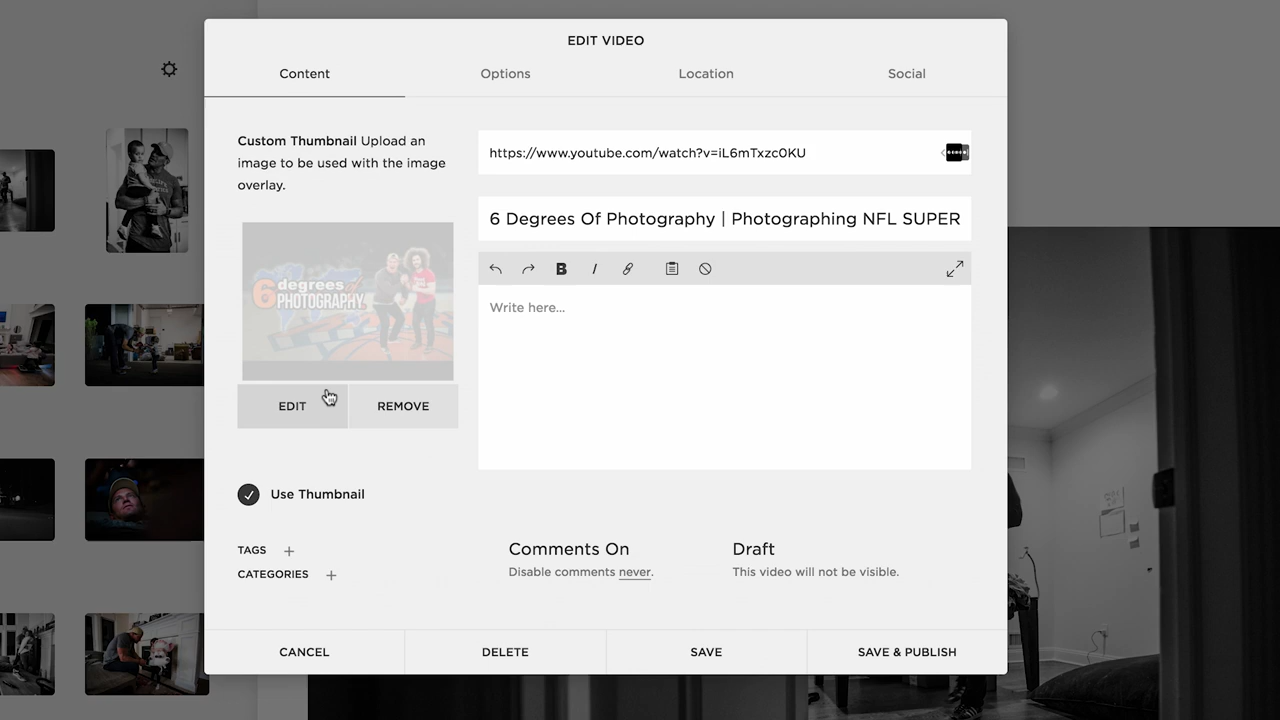 EDIT VIDEO
Content Options Location Social
Custom Thumbnail Upload an
image to be used with the image
overlay.
https://www.youtube.com/watch?v=iL6mTxzc0KU
6 Degrees Of Photography | Photographing NFL SUPER
B I
Write here...
6 degrees of
PHOTOGRAPHY
EDIT REMOVE
Use Thumbnail
TAGS +
CATEGORIES +
Comments On
Disable comments never.
Draft
This video will not be visible.
CANCEL DELETE SAVE SAVE & PUBLISH